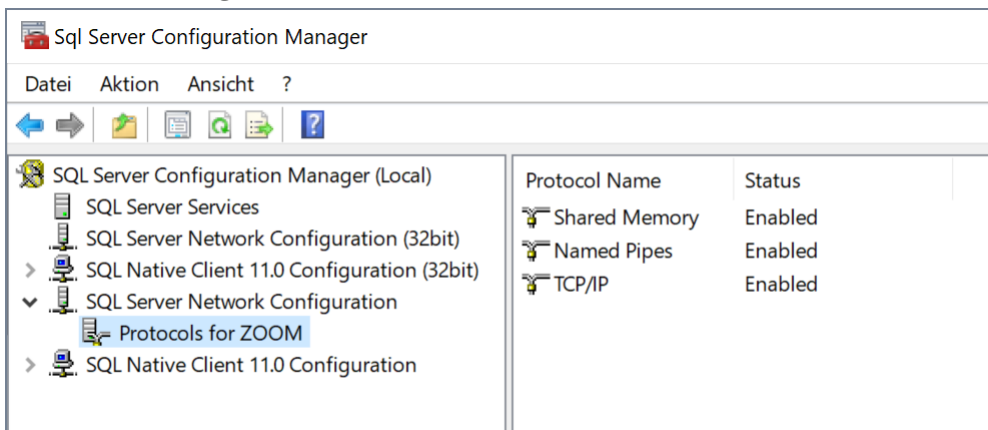 Sql Server Configuration Manager
Datei Aktion Ansicht ?
?
SQL Server Configuration Manager (Local)
SQL Server Services
SQL Server Network Configuration (32bit)
SQL Native Client 11.0 Configuration (32bit)
SQL Server Network Configuration
Protocols for ZOOM
SQL Native Client 11.0 Configuration
Protocol Name Status
Shared Memory Enabled
Named Pipes Enabled
TCP/IP Enabled